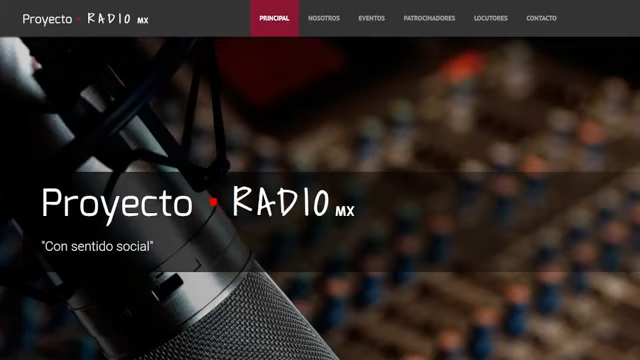 Proyecto • RADIO MX
PRINCIPAL NOSOTROS EVENTOS PATROCINADORES LOCUTORES CONTACTO
Proyecto • RADIO MX
"Con sentido social"